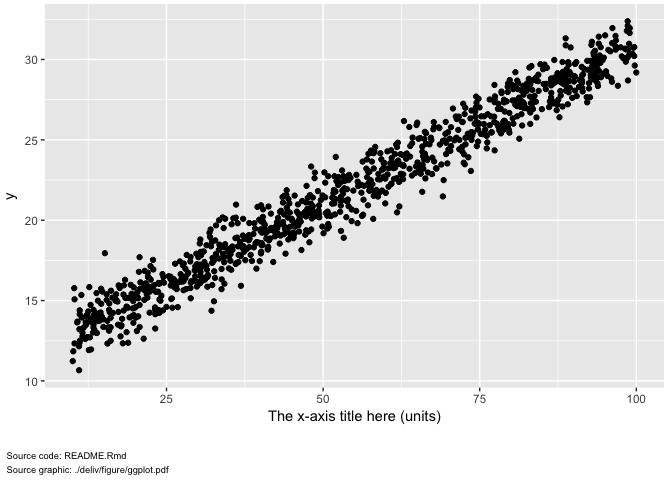 30
25
20
15
10
y
25 50 75 100
The x-axis title here (units)
Source code: README.Rmd
Source graphic: ./deliv/figure/ggplot.pdf